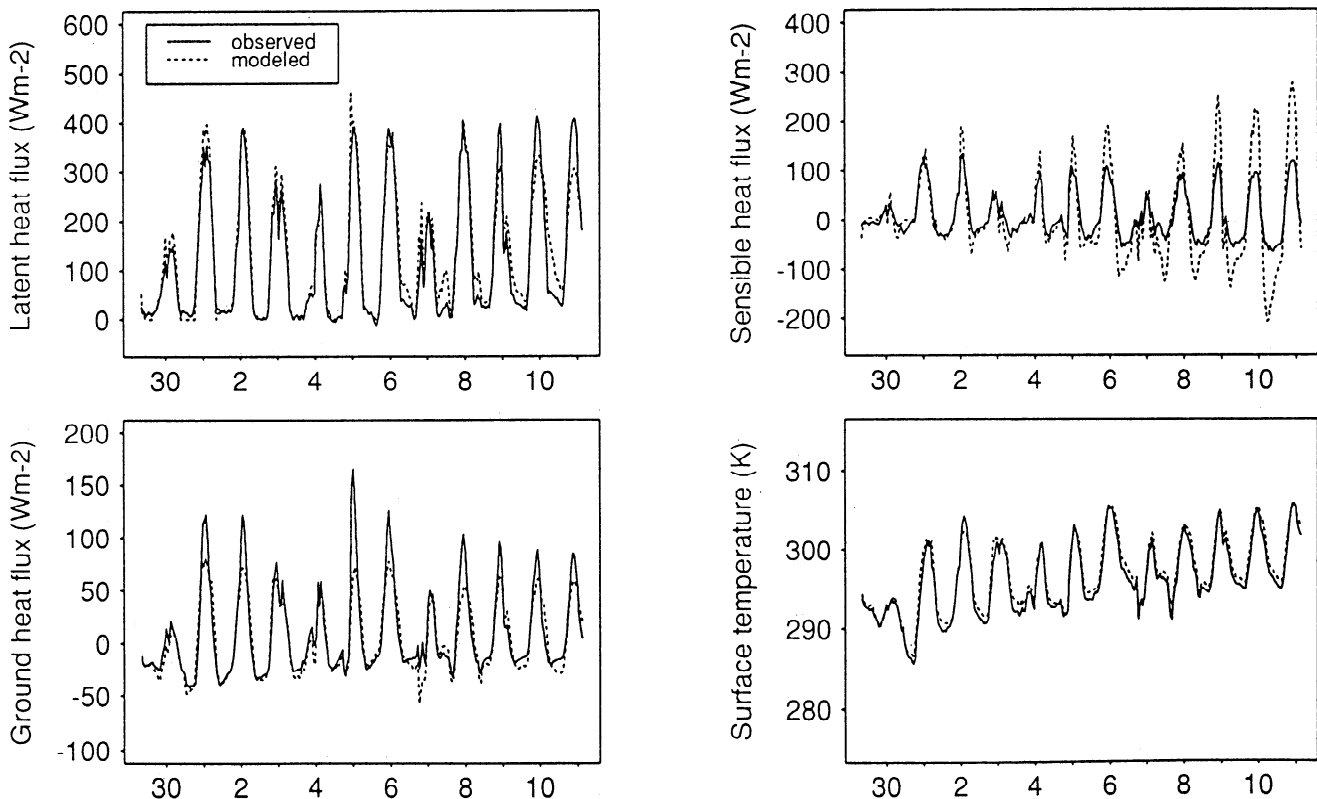 Latent heat flux (Wm-2)
600
500
400
300
200
100
0
observed
modeled
30 2 4 6 8 10
Sensible heat flux (Wm-2)
400
300
200
100
0
-100
-200
30 2 4 6 8 10
Ground heat flux (Wm-2)
200
150
100
50
0
-50
-100
30 2 4 6 8 10
Surface temperature (K)
310
300
290
280
30 2 4 6 8 10